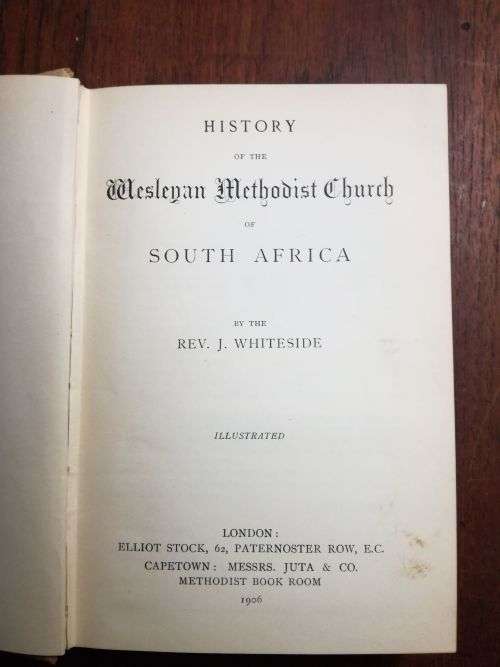 HISTORY
OF THE
Wesleyan Methodist Church
OF
SOUTH AFRICA
BY THE
REV. J. WHITESIDE
ILLUSTRATED
LONDON:
ELLIOT STOCK, 62, PATERNOSTER ROW, E.C.
CAPETOWN: MESSRS. JUTA & CO.
METHODIST BOOK ROOM
1906